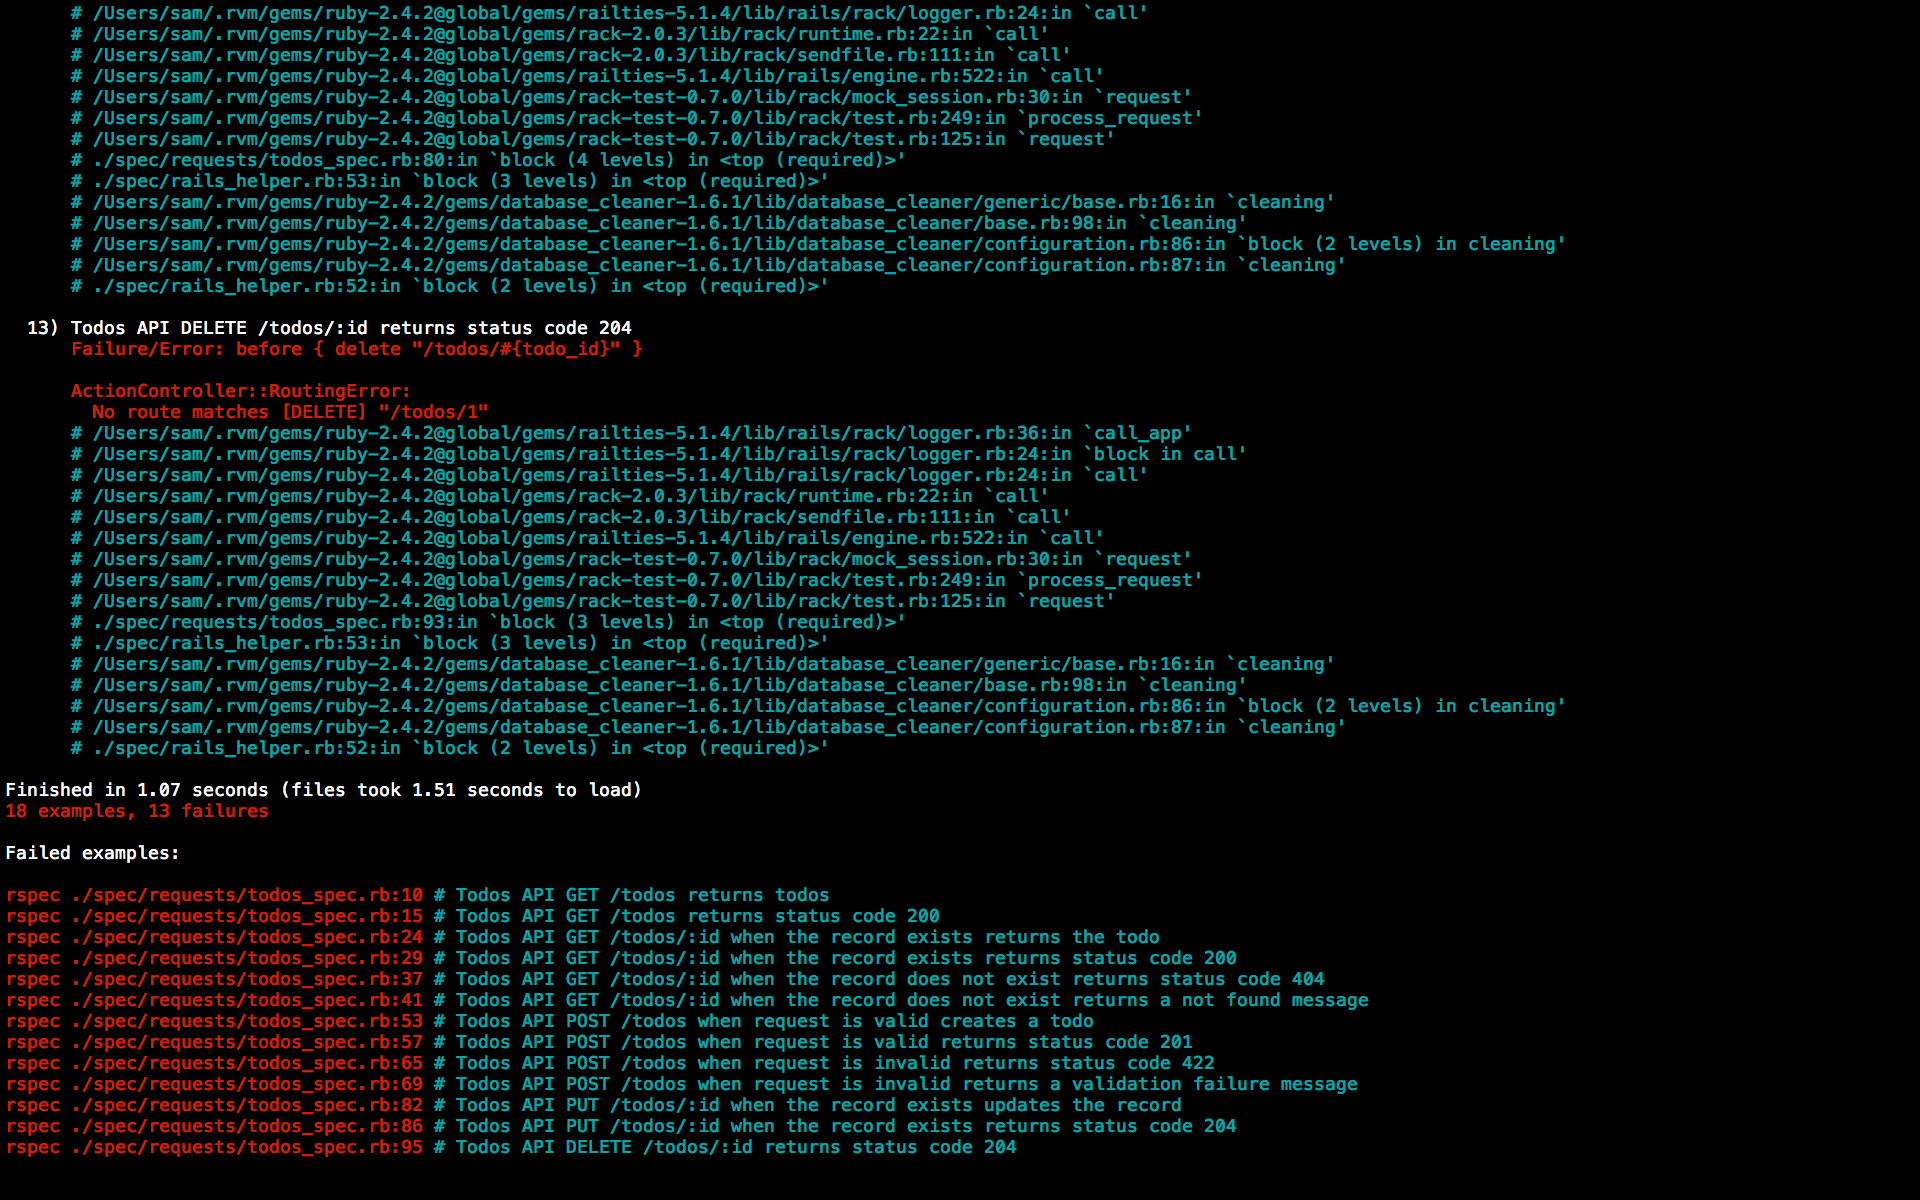 # /Users/sam/.rvm/gems/ruby-2.4.2@global/gems/railties-5.1.4/lib/rails/rack/logger.rb:24:in `call'
# /Users/sam/.rvm/gems/ruby-2.4.2@global/gems/rack-2.0.3/lib/rack/runtime.rb:22:in `call'
# /Users/sam/.rvm/gems/ruby-2.4.2@global/gems/rack-2.0.3/lib/rack/sendfile.rb:111:in `call'
# /Users/sam/.rvm/gems/ruby-2.4.2@global/gems/railties-5.1.4/lib/rails/engine.rb:522:in `call'
# /Users/sam/.rvm/gems/ruby-2.4.2@global/gems/rack-test-0.7.0/lib/rack/mock_session.rb:30:in `request'
# /Users/sam/.rvm/gems/ruby-2.4.2@global/gems/rack-test-0.7.0/lib/rack/test.rb:249:in `process_request'
# /Users/sam/.rvm/gems/ruby-2.4.2@global/gems/rack-test-0.7.0/lib/rack/test.rb:125:in `request'
# ./spec/requests/todos_spec.rb:80:in `block (4 levels) in <top (required)>'
# ./spec/rails_helper.rb:53:in `block (3 levels) in <top (required)>'
# /Users/sam/.rvm/gems/ruby-2.4.2/gems/database_cleaner-1.6.1/lib/database_cleaner/generic/base.rb:16:in `cleaning'
# /Users/sam/.rvm/gems/ruby-2.4.2/gems/database_cleaner-1.6.1/lib/database_cleaner/base.rb:98:in `cleaning'
# /Users/sam/.rvm/gems/ruby-2.4.2/gems/database_cleaner-1.6.1/lib/database_cleaner/configuration.rb:86:in `block (2 levels) in cleaning'
# /Users/sam/.rvm/gems/ruby-2.4.2/gems/database_cleaner-1.6.1/lib/database_cleaner/configuration.rb:87:in `cleaning'
# ./spec/rails_helper.rb:52:in `block (2 levels) in <top (required)>'
13) Todos API DELETE /todos/:id returns status code 204
Failure/Error: before { delete "/todos/#{todo_id}" }
ActionController::RoutingError:
No route matches [DELETE] "/todos/1"
# /Users/sam/.rvm/gems/ruby-2.4.2@global/gems/railties-5.1.4/lib/rails/rack/logger.rb:36:in `call_app'
# /Users/sam/.rvm/gems/ruby-2.4.2@global/gems/railties-5.1.4/lib/rails/rack/logger.rb:24:in `block in call'
# /Users/sam/.rvm/gems/ruby-2.4.2@global/gems/railties-5.1.4/lib/rails/rack/logger.rb:24:in `call'
# /Users/sam/.rvm/gems/ruby-2.4.2@global/gems/rack-2.0.3/lib/rack/runtime.rb:22:in `call'
# /Users/sam/.rvm/gems/ruby-2.4.2@global/gems/rack-2.0.3/lib/rack/sendfile.rb:111:in `call'
# /Users/sam/.rvm/gems/ruby-2.4.2@global/gems/railties-5.1.4/lib/rails/engine.rb:522:in `call'
# /Users/sam/.rvm/gems/ruby-2.4.2@global/gems/rack-test-0.7.0/lib/rack/mock_session.rb:30:in `request'
# /Users/sam/.rvm/gems/ruby-2.4.2@global/gems/rack-test-0.7.0/lib/rack/test.rb:249:in `process_request'
# /Users/sam/.rvm/gems/ruby-2.4.2@global/gems/rack-test-0.7.0/lib/rack/test.rb:125:in `request'
# ./spec/requests/todos_spec.rb:93:in `block (3 levels) in <top (required)>'
# ./spec/rails_helper.rb:53:in `block (3 levels) in <top (required)>'
# /Users/sam/.rvm/gems/ruby-2.4.2/gems/database_cleaner-1.6.1/lib/database_cleaner/generic/base.rb:16:in `cleaning'
# /Users/sam/.rvm/gems/ruby-2.4.2/gems/database_cleaner-1.6.1/lib/database_cleaner/base.rb:98:in `cleaning'
# /Users/sam/.rvm/gems/ruby-2.4.2/gems/database_cleaner-1.6.1/lib/database_cleaner/configuration.rb:86:in `block (2 levels) in cleaning'
# /Users/sam/.rvm/gems/ruby-2.4.2/gems/database_cleaner-1.6.1/lib/database_cleaner/configuration.rb:87:in `cleaning'
# ./spec/rails_helper.rb:52:in `block (2 levels) in <top (required)>'
Finished in 1.07 seconds (files took 1.51 seconds to load)
18 examples, 13 failures
Failed examples:
rspec ./spec/requests/todos_spec.rb:10 # Todos API GET /todos returns todos
rspec ./spec/requests/todos_spec.rb:15 # Todos API GET /todos returns status code 200
rspec ./spec/requests/todos_spec.rb:24 # Todos API GET /todos/:id when the record exists returns the todo
rspec ./spec/requests/todos_spec.rb:29 # Todos API GET /todos/:id when the record exists returns status code 200
rspec ./spec/requests/todos_spec.rb:37 # Todos API GET /todos/:id when the record does not exist returns status code 404
rspec ./spec/requests/todos_spec.rb:41 # Todos API GET /todos/:id when the record does not exist returns a not found message
rspec ./spec/requests/todos_spec.rb:53 # Todos API POST /todos when request is valid creates a todo
rspec ./spec/requests/todos_spec.rb:57 # Todos API POST /todos when request is valid returns status code 201
rspec ./spec/requests/todos_spec.rb:65 # Todos API POST /todos when request is invalid returns status code 422
rspec ./spec/requests/todos_spec.rb:69 # Todos API POST /todos when request is invalid returns a validation failure message
rspec ./spec/requests/todos_spec.rb:82 # Todos API PUT /todos/:id when the record exists updates the record
rspec ./spec/requests/todos_spec.rb:86 # Todos API PUT /todos/:id when the record exists returns status code 204
rspec ./spec/requests/todos_spec.rb:95 # Todos API DELETE /todos/:id returns status code 204